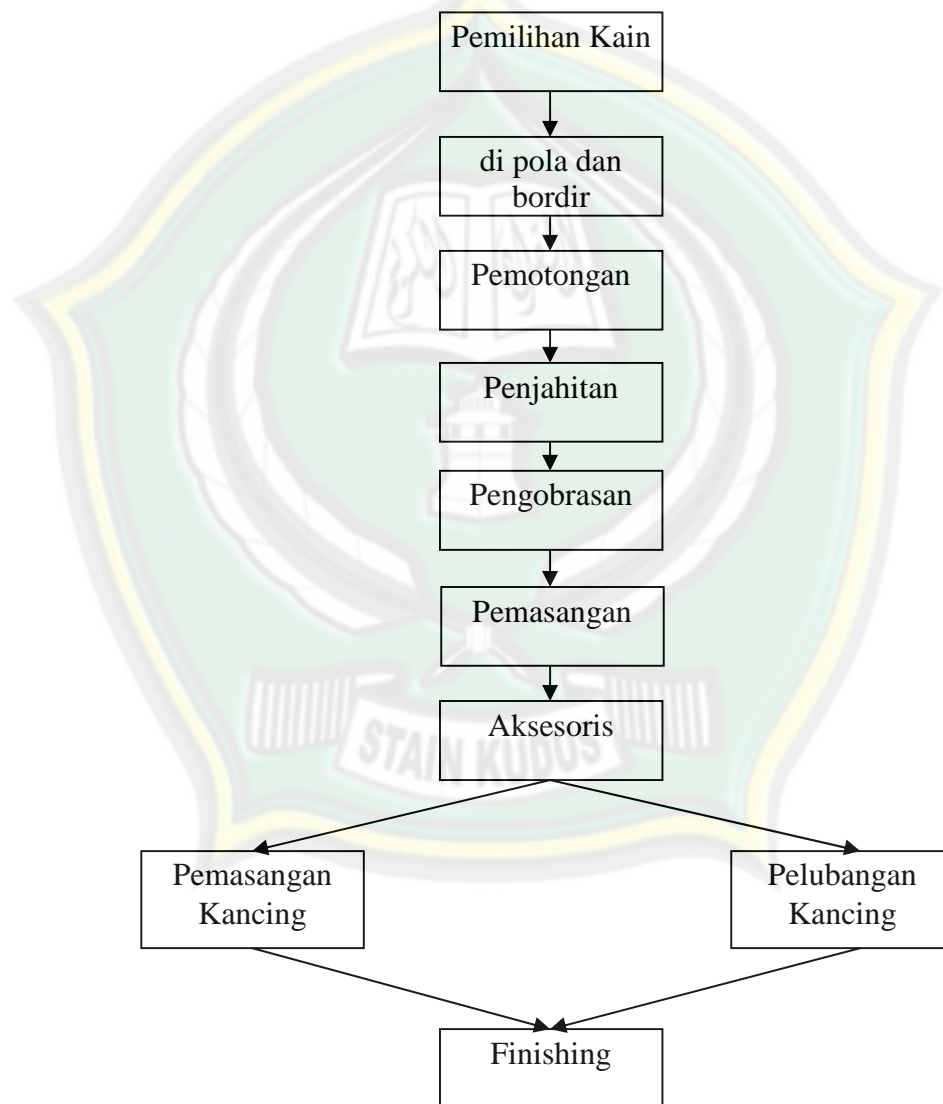 Pemilihan Kain
di pola dan
bordir
Pemotongan
Penjahitan
Pengobrasan
Pemasangan
Aksesoris
STAIN KUDUS
Pemasangan
Kancing
Pelubangan
Kancing
Finishing